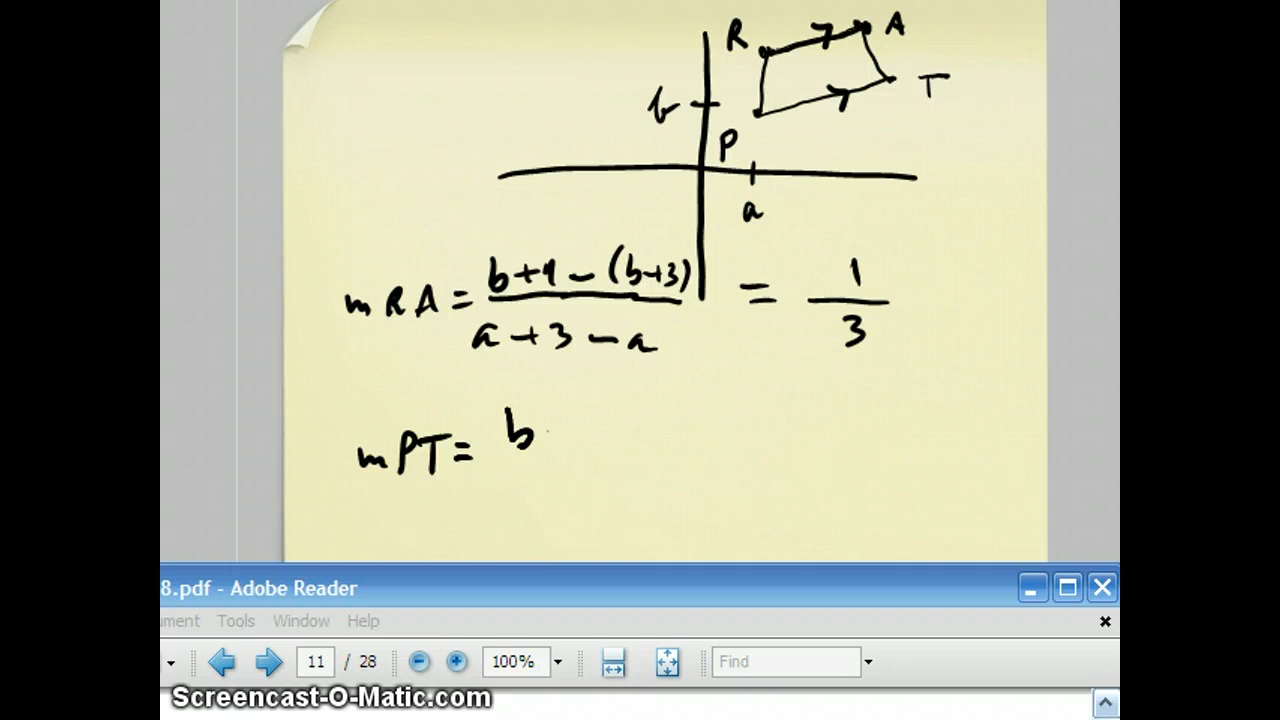 R A
T
b
P
a
mRA = b+4-(b+3) / a+3-a = 1 / 3
mPT = b
8.pdf - Adobe Reader
ument Tools Window Help
11 / 28 100% Find
Screencast-O-Matic.com